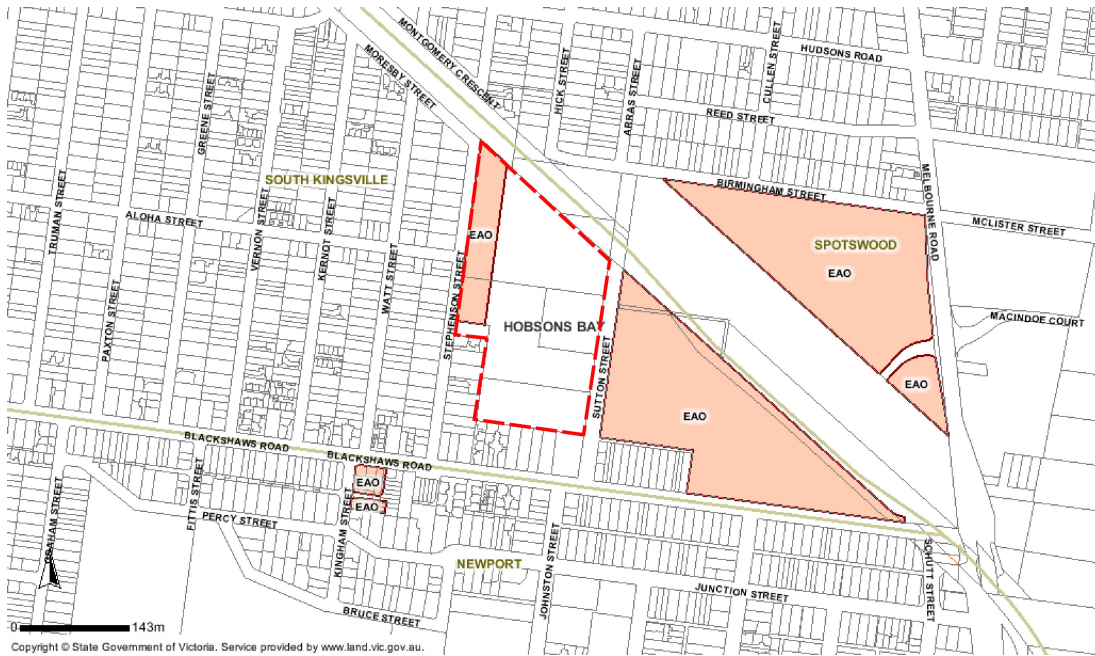 MONTGOMERY CRESCENT
HUDSONS ROAD
MORESBY STREET
HICK STREET
CULLEN STREET
ARRAS STREET
GREENE STREET
REED STREET
SOUTH KINGSVILLE
BIRMINGHAM STREET
MELBOURNE ROAD
MCLISTER STREET
TRUMAN STREET
ALOHA STREET
VERNON STREET
KERNOT STREET
WATT STREET
EAO
SPOTSWOOD
EAO
STEPHENSON STREET
PAXTON STREET
HOBSONS BAY
MACINDOE COURT
SUTTON STREET
EAO
EAO
BLACKSHAWS ROAD
BLACKSHAWS ROAD
EAO
EAO
GRAHAM STREET
FITTIS STREET
PERCY STREET
KINGHAM STREET
NEWPORT
JOHNSTON STREET
SCHUTT STREET
JUNCTION STREET
BRUCE STREET
0 143m
Copyright © State Government of Victoria. Service provided by www.land.vic.gov.au.